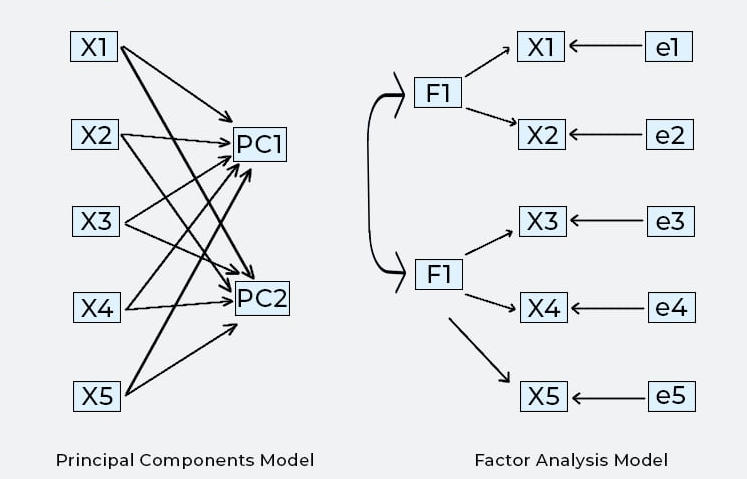 X1
X2
X3
X4
X5
PC1
PC2
Principal Components Model
F1
F1
X1
X2
X3
X4
X5
e1
e2
e3
e4
e5
Factor Analysis Model